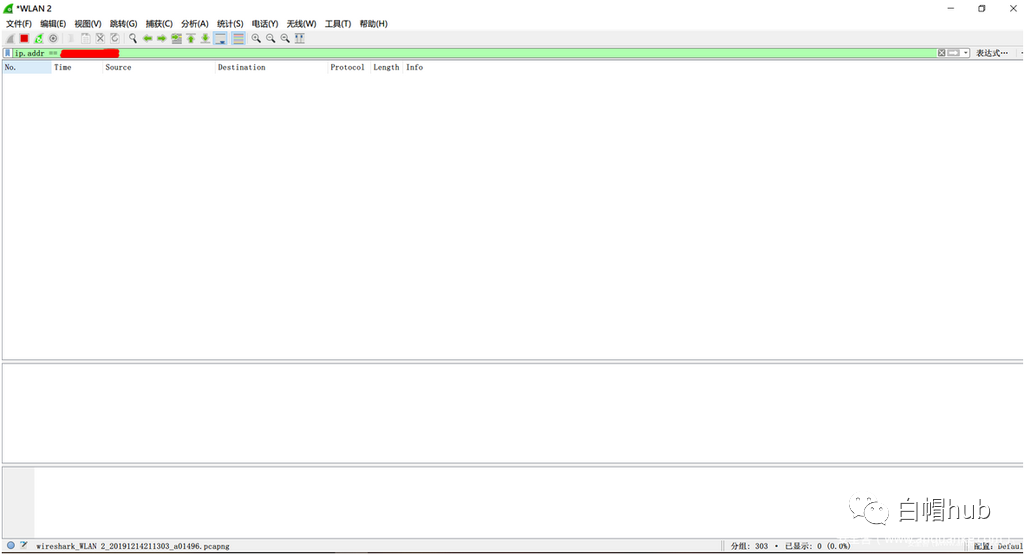 *WLAN 2
文件(F) 编辑(E) 视图(V) 跳转(G) 捕获(C) 分析(A) 统计(S) 电话(Y) 无线(W) 工具(T) 帮助(H)
ip.addr == 表达式…
No. Time Source Destination Protocol Length Info
白帽hub
wireshark_WLAN 2_20191214211303_a01496.pcapng 分组: 303 · 已显示: 0 (0.0%) 配置: Defaul